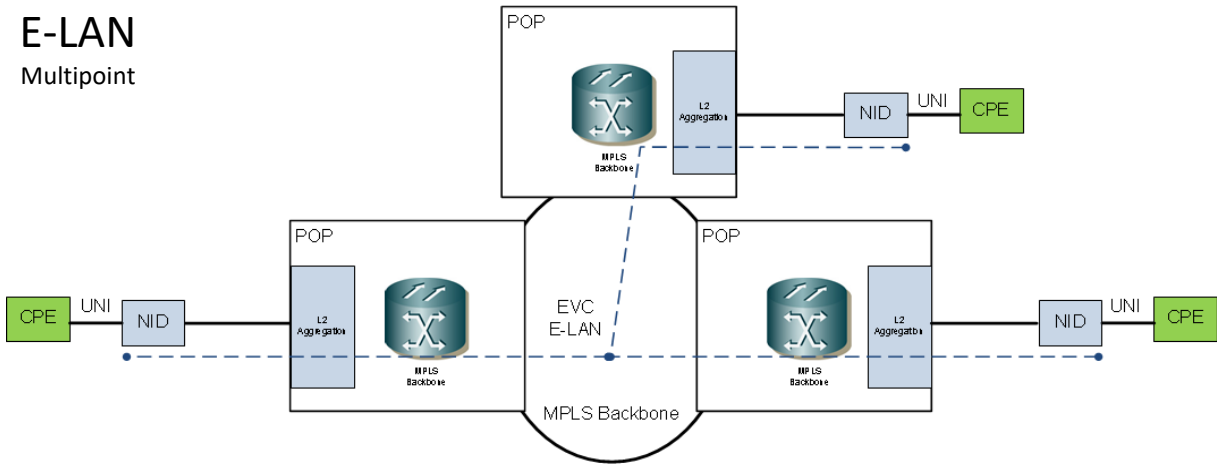 E-LAN
Multipoint
POP
L2
Aggregation
MPLS
Backbone
NID
UNI
CPE
POP
L2
Aggregation
MPLS
Backbone
CPE
UNI
NID
EVC
E-LAN
MPLS Backbone
POP
MPLS
Backbone
L2
Aggregation
NID
UNI
CPE